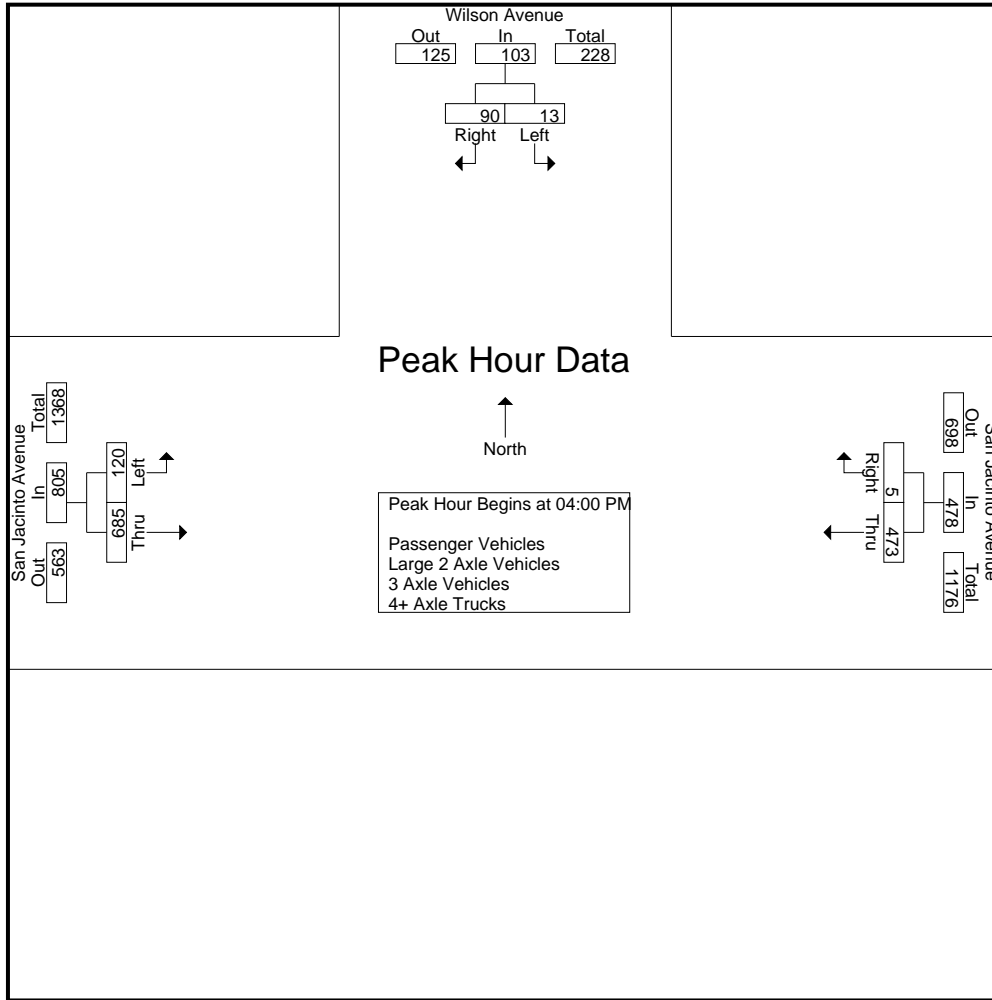 Wilson Avenue
Out In Total
125 103 228
90 13
Right Left
Peak Hour Data
North
Peak Hour Begins at 04:00 PM
Passenger Vehicles
Large 2 Axle Vehicles
3 Axle Vehicles
4+ Axle Trucks
San Jacinto Avenue
Out In Total
563 805 1368
685 120
Thru Left
San Jacinto Avenue
Out In Total
698 478 1176
5 473
Right Thru